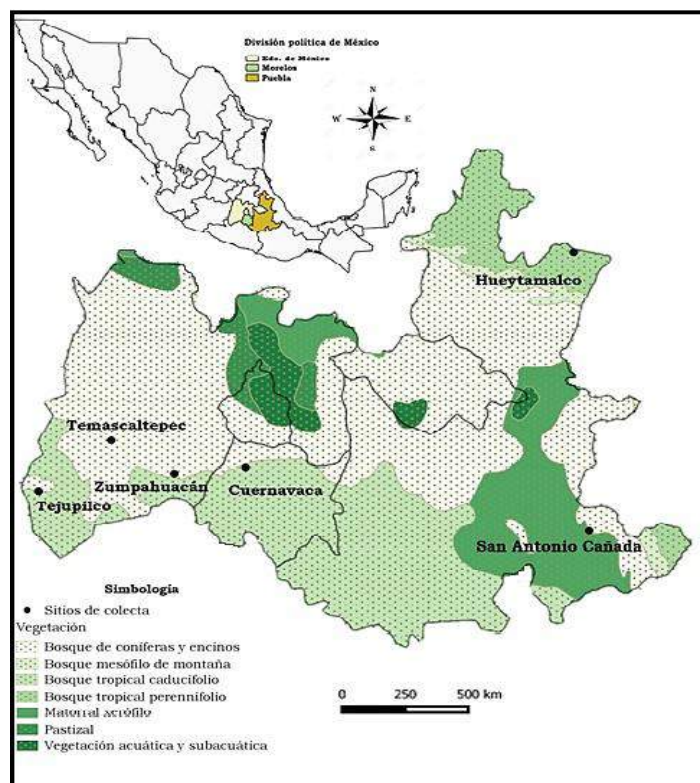 División política de México
Edo. de México
Morelos
Puebla
N
W E
S
Hueytamalco
Temascaltepec
Zumpahuacán
Cuernavaca
Tejupilco
San Antonio Cañada
Simbología
Sitios de colecta
Vegetación
Bosque de coníferas y encinos
Bosque mesófilo de montaña
Bosque tropical caducifolio
Bosque tropical perennifolio
Matorral xerófilo
Pastizal
Vegetación acuática y subacuática
0 250 500 km